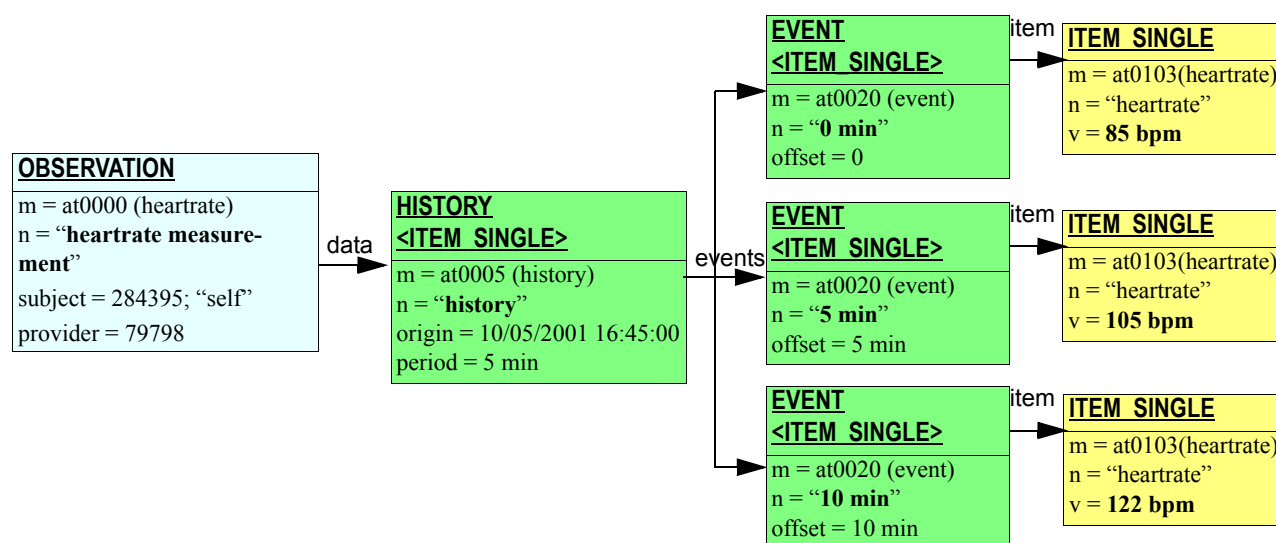 OBSERVATION
m = at0000 (heartrate)
n = “heartrate measure-
ment”
subject = 284395; “self”
provider = 79798
data
HISTORY
<ITEM_SINGLE>
m = at0005 (history)
n = “history”
origin = 10/05/2001 16:45:00
period = 5 min
events
EVENT
<ITEM_SINGLE>
m = at0020 (event)
n = “0 min”
offset = 0
item
ITEM_SINGLE
m = at0103(heartrate)
n = “heartrate”
v = 85 bpm
EVENT
<ITEM_SINGLE>
m = at0020 (event)
n = “5 min”
offset = 5 min
item
ITEM_SINGLE
m = at0103(heartrate)
n = “heartrate”
v = 105 bpm
EVENT
<ITEM_SINGLE>
m = at0020 (event)
n = “10 min”
offset = 10 min
item
ITEM_SINGLE
m = at0103(heartrate)
n = “heartrate”
v = 122 bpm